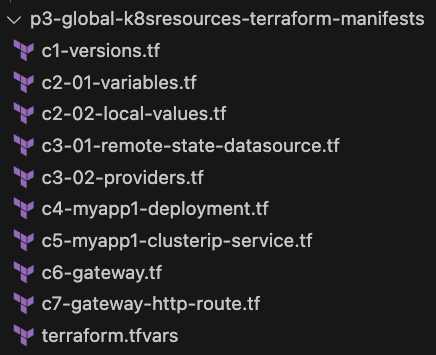 p3-global-k8sresources-terraform-manifests
c1-versions.tf
c2-01-variables.tf
c2-02-local-values.tf
c3-01-remote-state-datasource.tf
c3-02-providers.tf
c4-myapp1-deployment.tf
c5-myapp1-clusterip-service.tf
c6-gateway.tf
c7-gateway-http-route.tf
terraform.tfvars